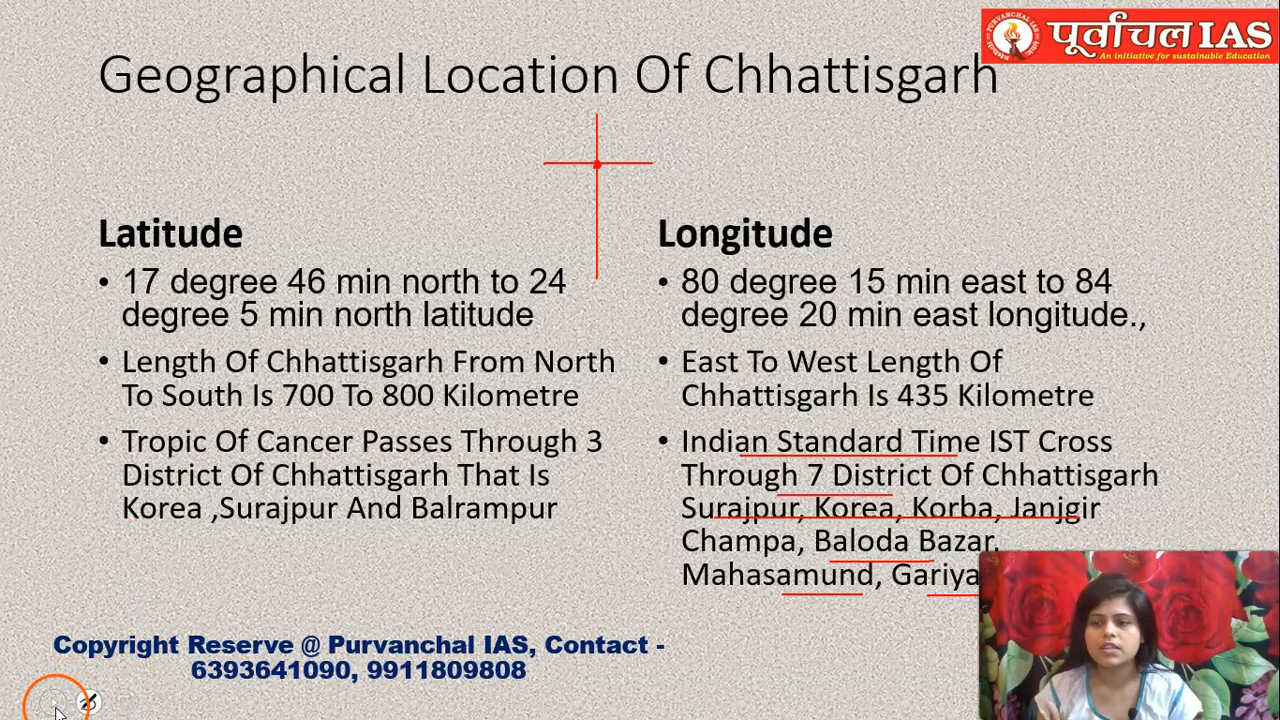 पूर्वांचल IAS
An initiative for sustainable Education
Geographical Location Of Chhattisgarh
Latitude
• 17 degree 46 min north to 24
degree 5 min north latitude
• Length Of Chhattisgarh From North
To South Is 700 To 800 Kilometre
• Tropic Of Cancer Passes Through 3
District Of Chhattisgarh That Is
Korea ,Surajpur And Balrampur
Longitude
• 80 degree 15 min east to 84
degree 20 min east longitude.,
• East To West Length Of
Chhattisgarh Is 435 Kilometre
• Indian Standard Time IST Cross
Through 7 District Of Chhattisgarh
Surajpur, Korea, Korba, Janjgir
Champa, Baloda Bazar,
Mahasamund, Gariya
Copyright Reserve @ Purvanchal IAS, Contact -
6393641090, 9911809808